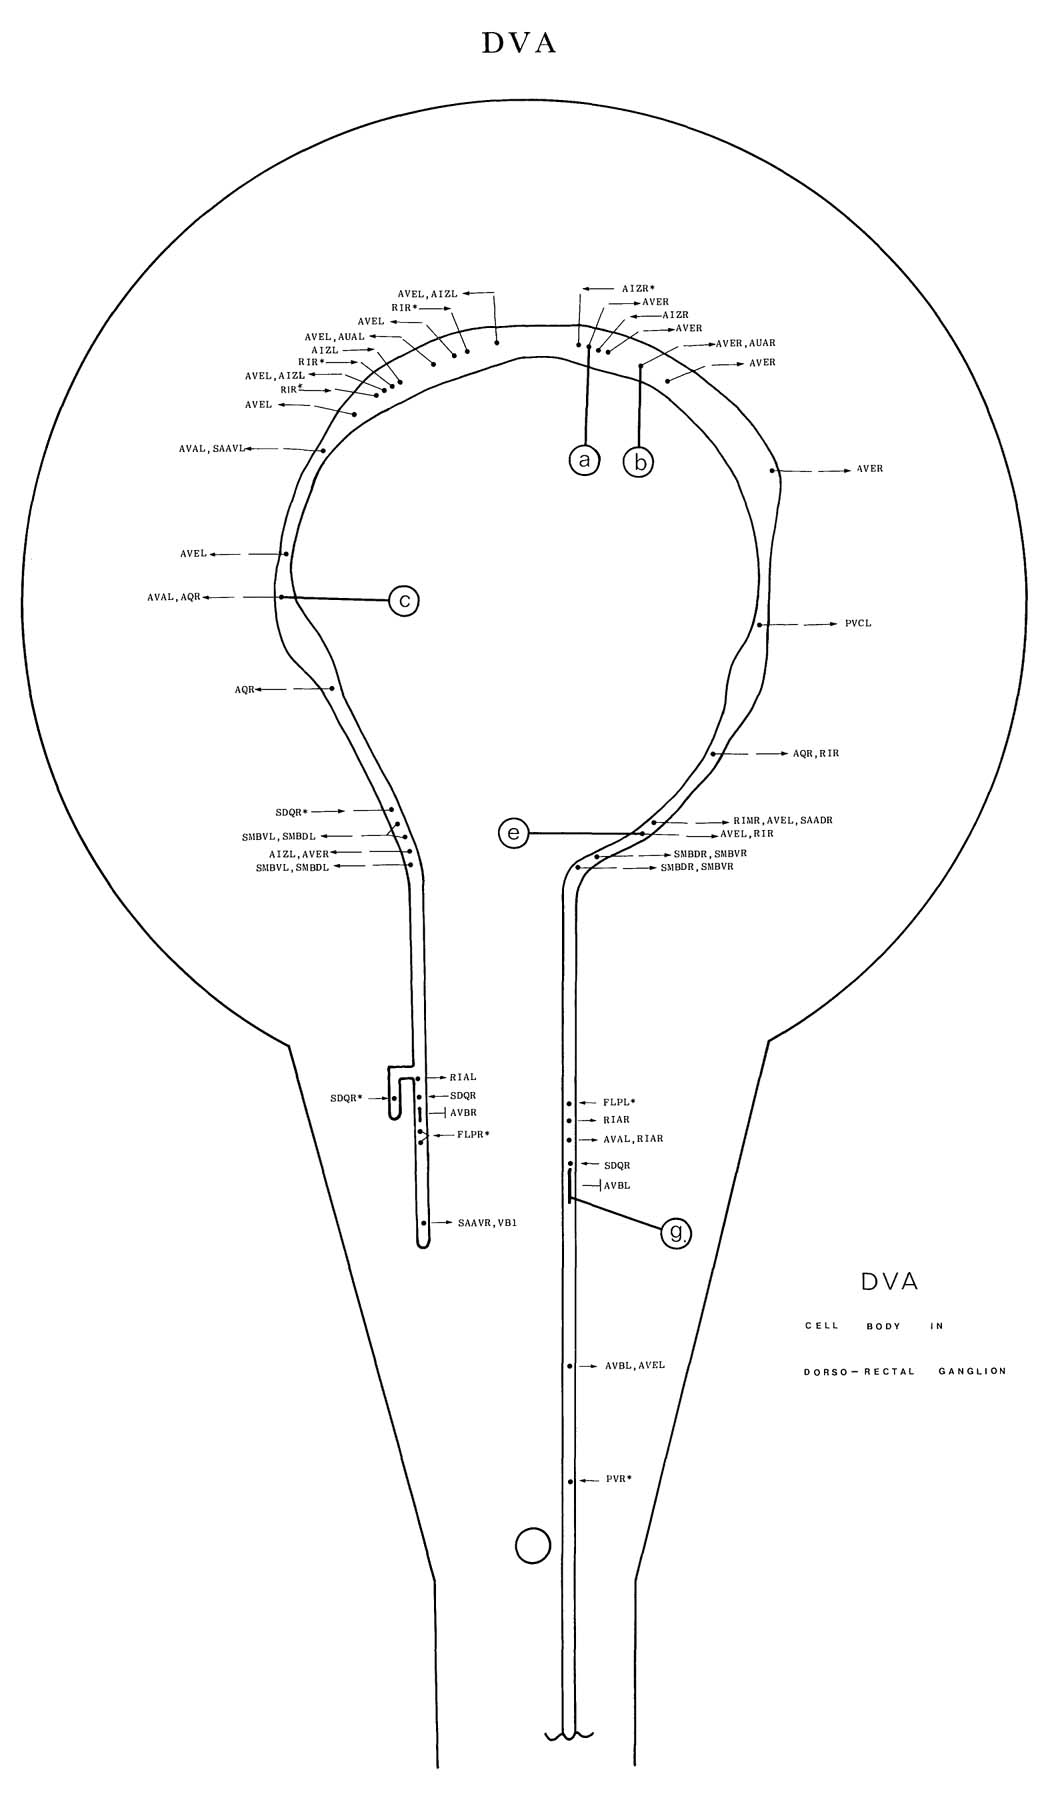 DVA
AIZR*
AVEL,AIZL
AVER
RIR*
AIZR
AVEL
AVER
AVEL,AUAL
AVER,AUAR
AIZL
RIR*
AVER
AVEL,AIZL
RIR*
AVEL
AVAL,SAAVL
a
b
AVER
AVEL
AVAL,AQR
c
PVCL
AQR
AQR,RIR
SDQR*
RIMR,AVEL,SAADR
e
AVEL,RIR
SMBVL,SMBDL
AIZL,AVER
SMBDR,SMBVR
SMBVL,SMBDL
SMBDR,SMBVR
RIAL
SDQR*
SDQR
FLPL*
AVBR
RIAR
FLPR*
AVAL,RIAR
SDQR
AVBL
SAAVR,VB1
g.
DVA
CELL BODY IN
AVBL,AVEL
DORSO-RECTAL GANGLION
PVR*